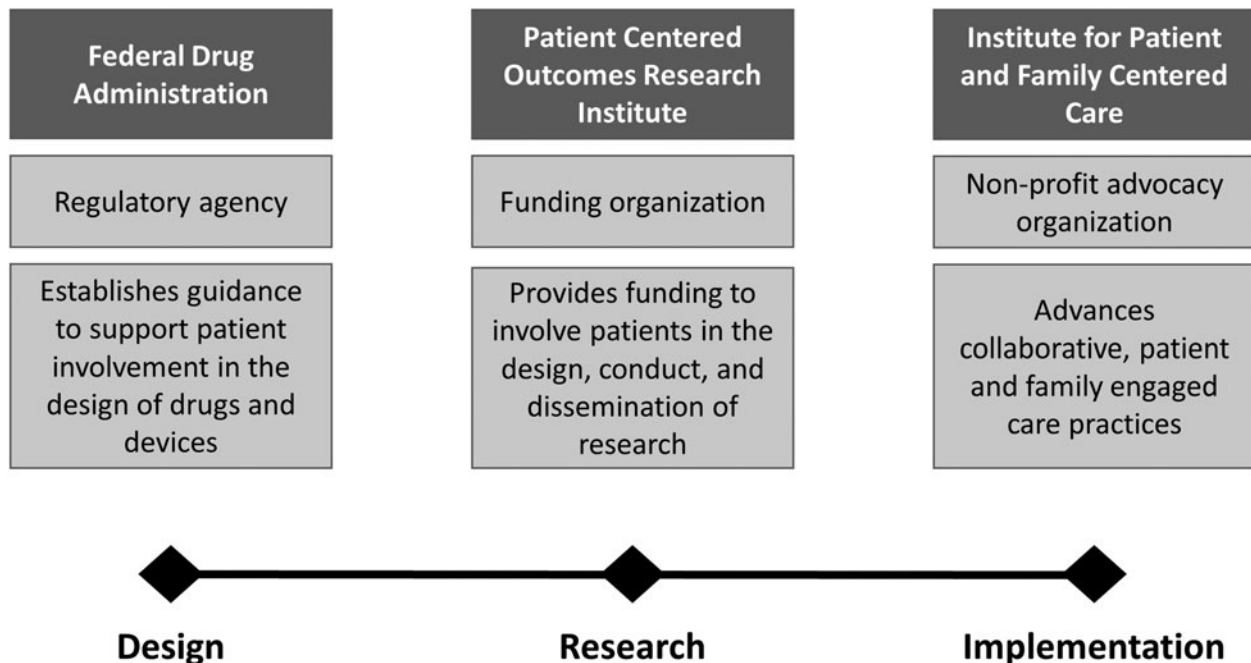 Federal Drug
Administration
Regulatory agency
Establishes guidance
to support patient
involvement in the
design of drugs and
devices
Patient Centered
Outcomes Research
Institute
Funding organization
Provides funding to
involve patients in the
design, conduct, and
dissemination of
research
Institute for Patient
and Family Centered
Care
Non-profit advocacy
organization
Advances
collaborative, patient
and family engaged
care practices
Design
Research
Implementation